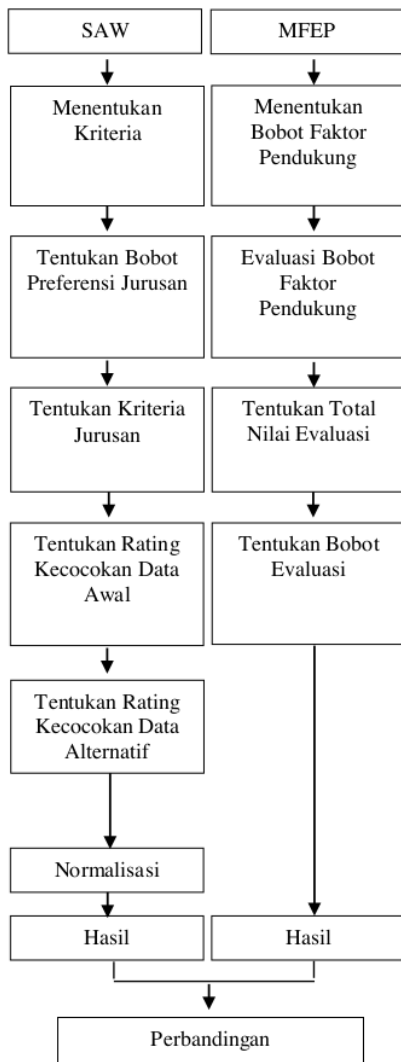 SAW
MFEP
Menentukan
Kriteria
Menentukan
Bobot Faktor
Pendukung
Tentukan Bobot
Preferensi Jurusan
Evaluasi Bobot
Faktor
Pendukung
Tentukan Kriteria
Jurusan
Tentukan Total
Nilai Evaluasi
Tentukan Rating
Kecocokan Data
Awal
Tentukan Bobot
Evaluasi
Tentukan Rating
Kecocokan Data
Alternatif
Normalisasi
Hasil
Hasil
Perbandingan